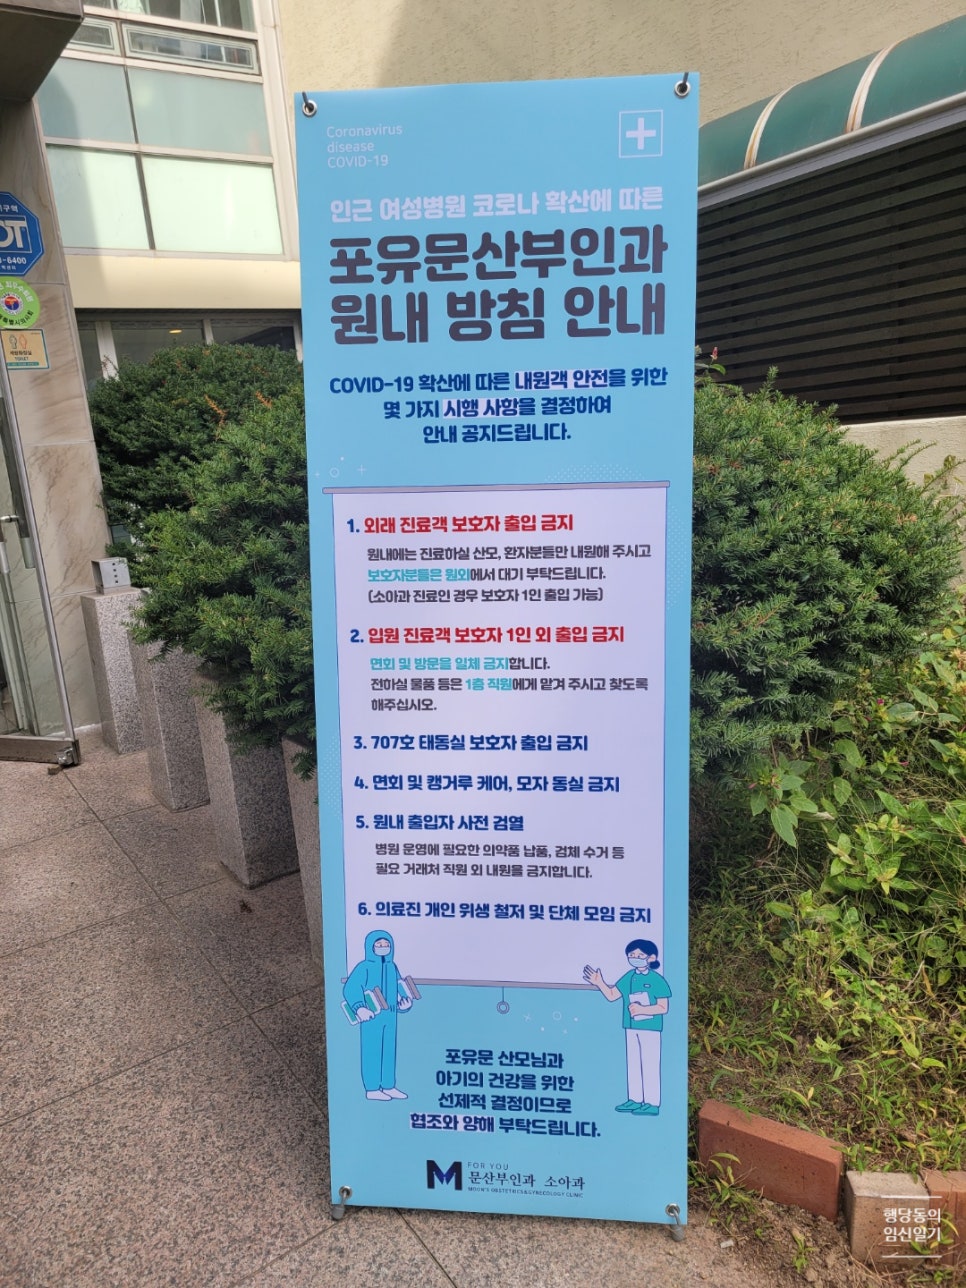 Coronavirus
disease
COVID-19
인근 여성병원 코로나 확산에 따른
포유문산부인과
원내 방침 안내
COVID-19 확산에 따른 내원객 안전을 위한
몇 가지 시행 사항을 결정하여
안내 공지드립니다.
1. 외래 진료객 보호자 출입 금지
원내에는 진료하실 산모, 환자분들만 내원해 주시고
보호자분들은 원외에서 대기 부탁드립니다.
(소아과 진료인 경우 보호자 1인 출입 가능)
2. 입원 진료객 보호자 1인 외 출입 금지
면회 및 방문을 일체 금지합니다.
전하실 물품 등은 1층 직원에게 맡겨 주시고 찾도록
해주십시오.
3. 707호 태동실 보호자 출입 금지
4. 면회 및 캥거루 케어, 모자 동실 금지
5. 원내 출입자 사전 검열
병원 운영에 필요한 의약품 납품, 검체 수거 등
필요 거래처 직원 외 내원을 금지합니다.
6. 의료진 개인 위생 철저 및 단체 모임 금지
포유문 산모님과
아기의 건강을 위한
선제적 결정이므로
협조와 양해 부탁드립니다.
M
FOR YOU
문산부인과 소아과
MOON'S OBSTETRICS&GYNECOLOGY CLINIC
6400
행당동의
임신일기